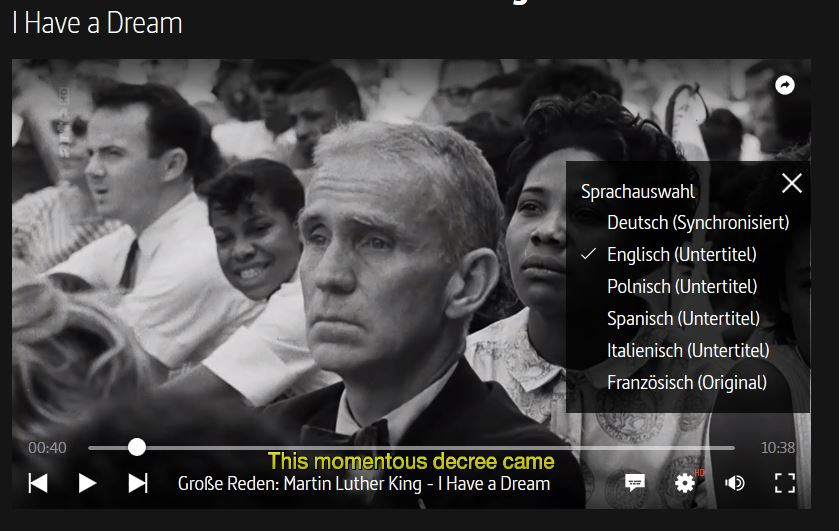 I Have a Dream
Sprachauswahl
Deutsch (Synchronisiert)
Englisch (Untertitel)
Polnisch (Untertitel)
Spanisch (Untertitel)
Italienisch (Untertitel)
Französisch (Original)
00:40
10:38
This momentous decree came
Große Reden: Martin Luther King - I Have a Dream
HD